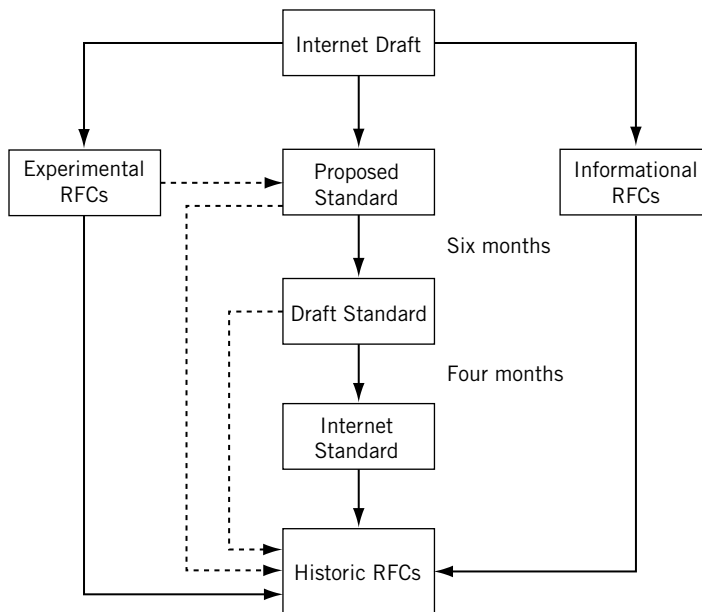 Internet Draft
Experimental
RFCs
Proposed
Standard
Informational
RFCs
Six months
Draft Standard
Four months
Internet
Standard
Historic RFCs